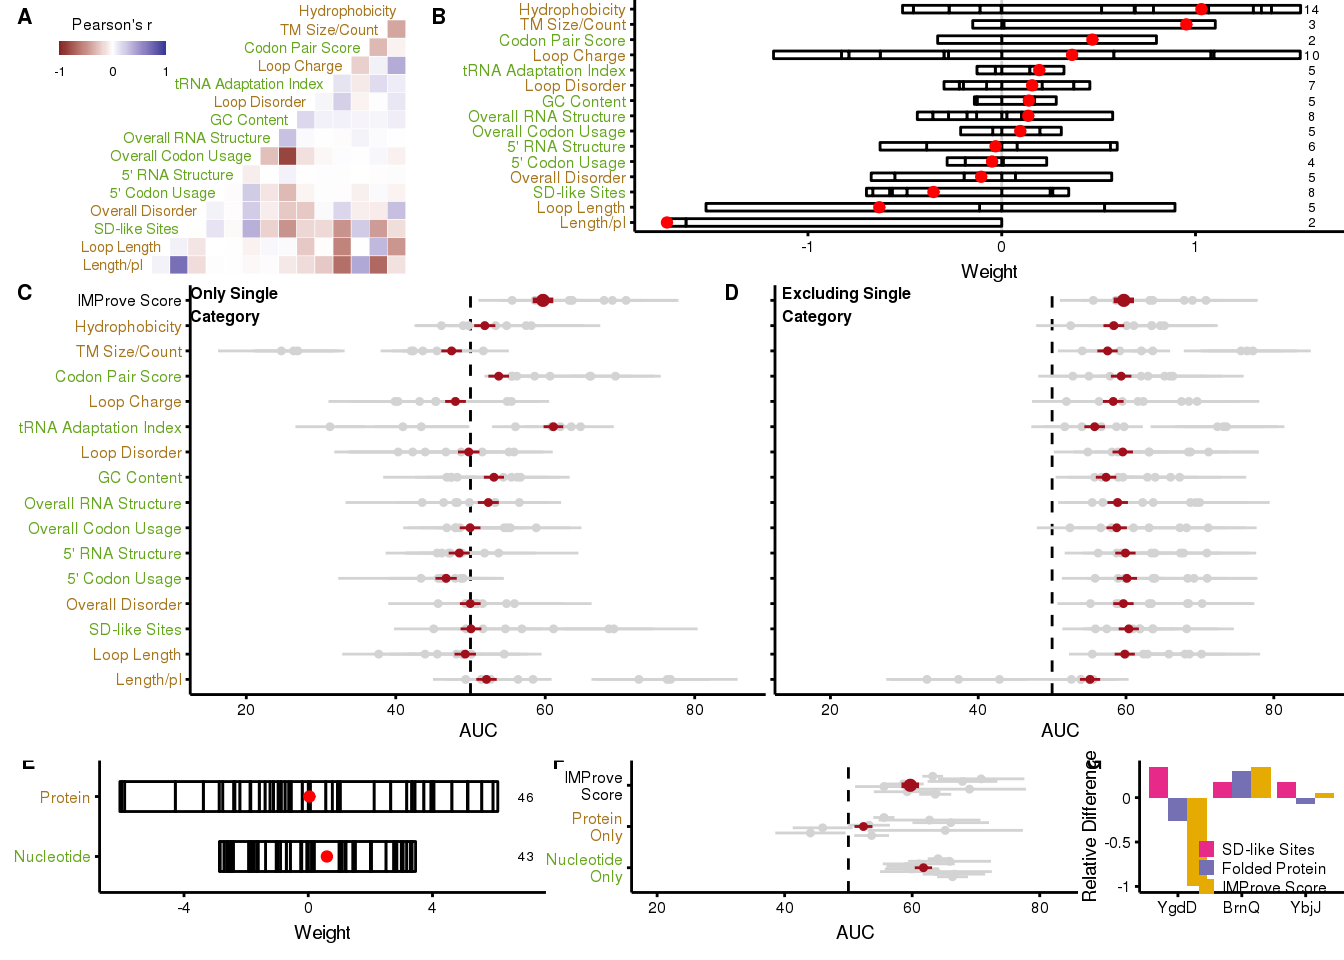 A
Pearson's r
-1 0 1
Hydrophobicity
TM Size/Count
Codon Pair Score
Loop Charge
tRNA Adaptation Index
Loop Disorder
GC Content
Overall RNA Structure
Overall Codon Usage
5' RNA Structure
5' Codon Usage
Overall Disorder
SD-like Sites
Loop Length
Length/pI
B
Hydrophobicity 14
TM Size/Count 3
Codon Pair Score 2
Loop Charge 10
tRNA Adaptation Index 5
Loop Disorder 7
GC Content 5
Overall RNA Structure 8
Overall Codon Usage 5
5' RNA Structure 6
5' Codon Usage 4
Overall Disorder 5
SD-like Sites 8
Loop Length 5
Length/pI 2
-1 0 1
Weight
C
Only Single
Category
IMProve Score
Hydrophobicity
TM Size/Count
Codon Pair Score
Loop Charge
tRNA Adaptation Index
Loop Disorder
GC Content
Overall RNA Structure
Overall Codon Usage
5' RNA Structure
5' Codon Usage
Overall Disorder
SD-like Sites
Loop Length
Length/pI
20 40 60 80
AUC
D
Excluding Single
Category
20 40 60 80
AUC
E
Protein 46
Nucleotide 43
-4 0 4
Weight
F
IMProve
Score
Protein
Only
Nucleotide
Only
20 40 60 80
AUC
Relative Difference
0
-0.5
-1
SD-like Sites
Folded Protein
IMProve Score
YgdD BrnQ YbjJ